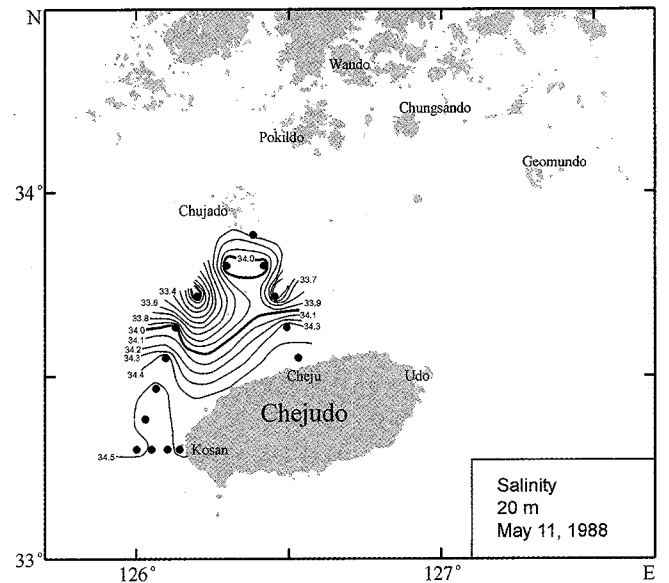 N
Wando
Chungsando
Pokildo
Geomundo
34°
Chujado
34.0
33.7
33.4
33.6
33.9
33.8
34.1
34.0
34.3
34.1
34.2
34.3
34.4
Cheju
Udo
Chejudo
Kosan
34.5
Salinity
20 m
May 11, 1988
33°
126°
127°
E